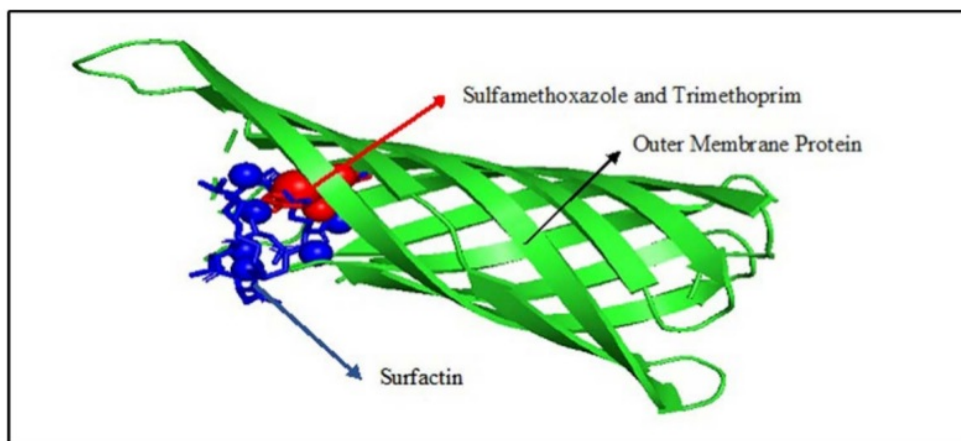 Sulfamethoxazole and Trimethoprim
Outer Membrane Protein
Surfactin